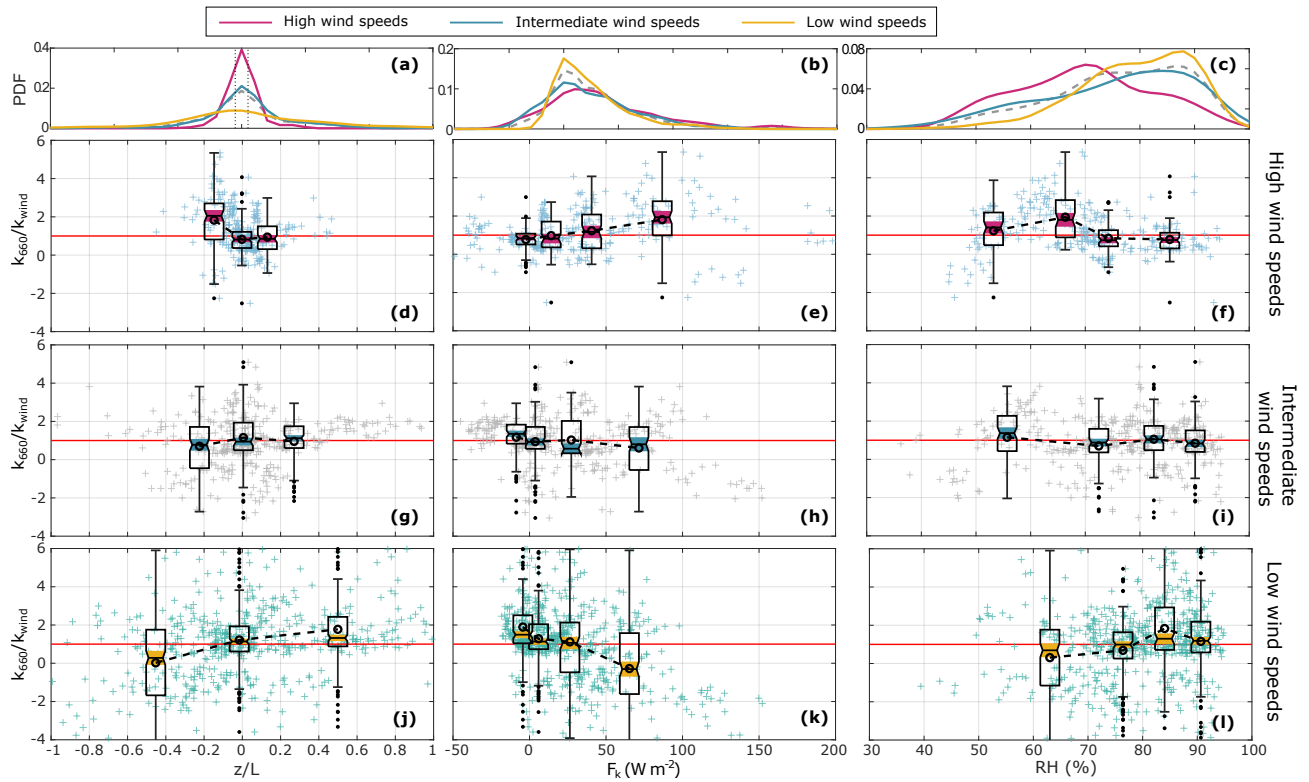 High wind speeds Intermediate wind speeds Low wind speeds
0.4 0.2 0.08
PDF 0.2 0.1 0.04
0 0 0
(a) (b) (c)
6
4
2
0
-2
-4
k660/kwind
(d) (e) (f)
High wind speeds
6
4
2
0
-2
-4
k660/kwind
(g) (h) (i)
Intermediate
wind speeds
6
4
2
0
-2
-4
k660/kwind
(j) (k) (l)
Low wind speeds
-1 -0.8 -0.6 -0.4 -0.2 0 0.2 0.4 0.6 0.8 1 -50 0 50 100 150 200 30 40 50 60 70 80 90 100
z/L Fk (W m-2) RH (%)